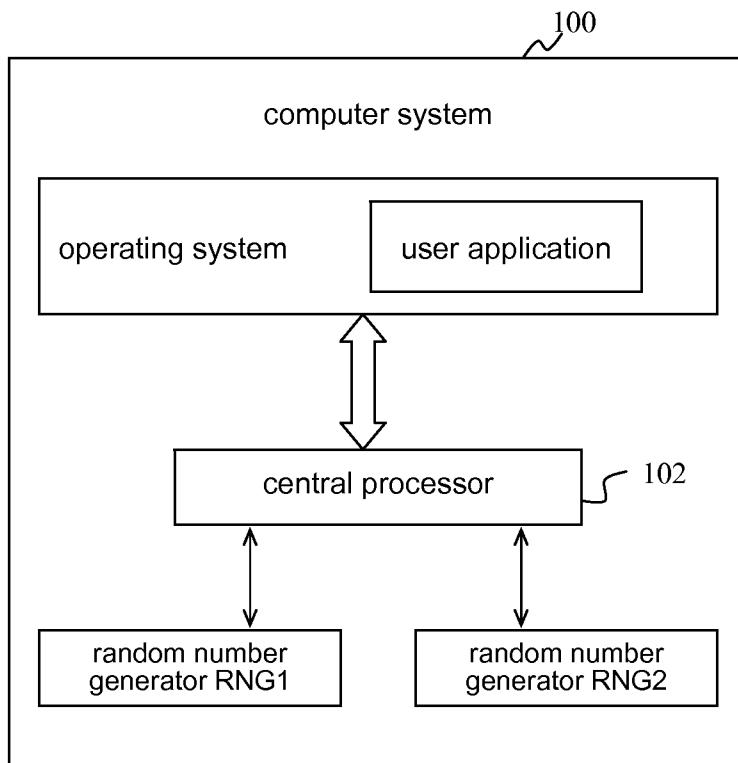 100
computer system
operating system
user application
central processor
102
random number
generator RNG1
random number
generator RNG2